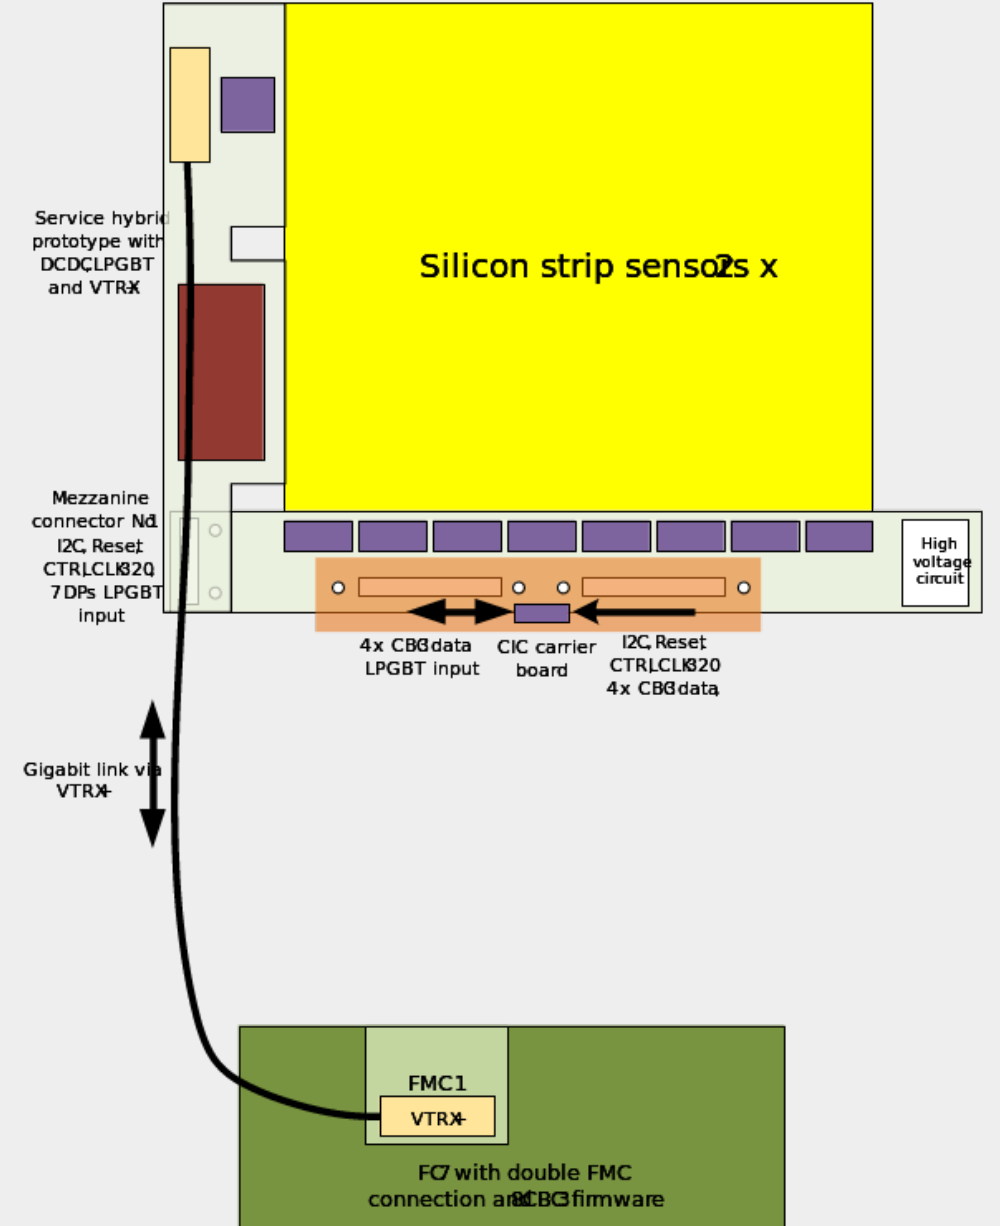 Service hybrid
prototype with
DCDC, LPGBT
and VTRX+
Silicon strip sensors x 2
Mezzanine
connector No1
I2C, Reset,
CTRL, CLK320,
7 DPs LPGBT
input
High
voltage
circuit
4x CBC3 data
LPGBT input
CIC carrier
board
I2C, Reset,
CTRL, CLK320
4x CBC3 data,
Gigabit link via
VTRX+
FMC1
VTRX+
FC7 with double FMC
connection and 8CBC3 firmware